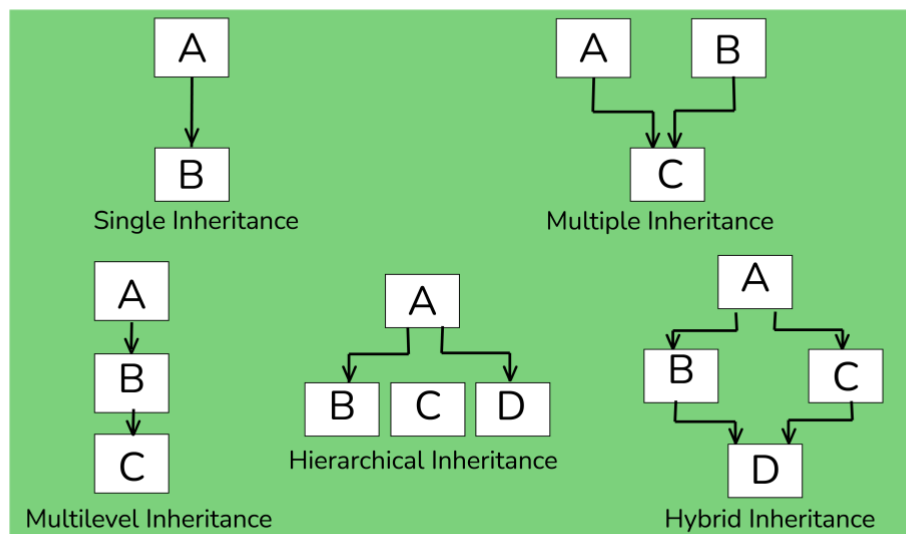 A
B
Single Inheritance
A B
C
Multiple Inheritance
A
B
C
Multilevel Inheritance
A
B C D
Hierarchical Inheritance
A
B C
D
Hybrid Inheritance